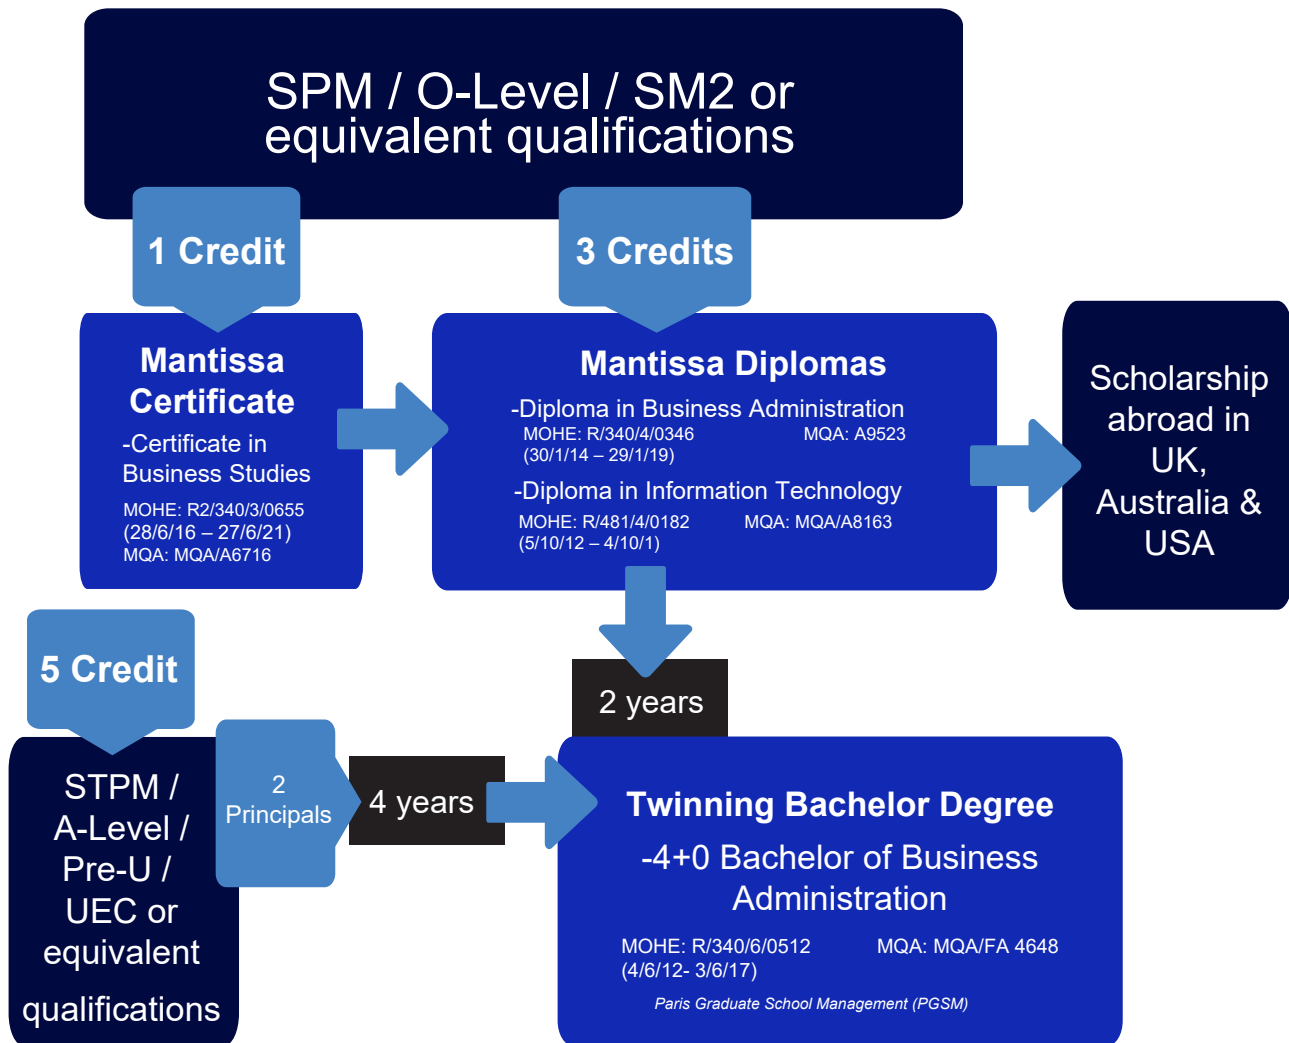 SPM / O-Level / SM2 or
equivalent qualifications
1 Credit
3 Credits
Mantissa
Certificate
-Certificate in
Business Studies
MOHE: R2/340/3/0655
(28/6/16 – 27/6/21)
MQA: MQA/A6716
Mantissa Diplomas
-Diploma in Business Administration
MOHE: R/340/4/0346 MQA: A9523
(30/1/14 – 29/1/19)
-Diploma in Information Technology
MOHE: R/481/4/0182 MQA: MQA/A8163
(5/10/12 – 4/10/1)
Scholarship
abroad in
UK,
Australia &
USA
5 Credit
STPM /
A-Level /
Pre-U /
UEC or
equivalent
qualifications
2
Principals
4 years
2 years
Twinning Bachelor Degree
-4+0 Bachelor of Business
Administration
MOHE: R/340/6/0512 MQA: MQA/FA 4648
(4/6/12- 3/6/17)
Paris Graduate School Management (PGSM)